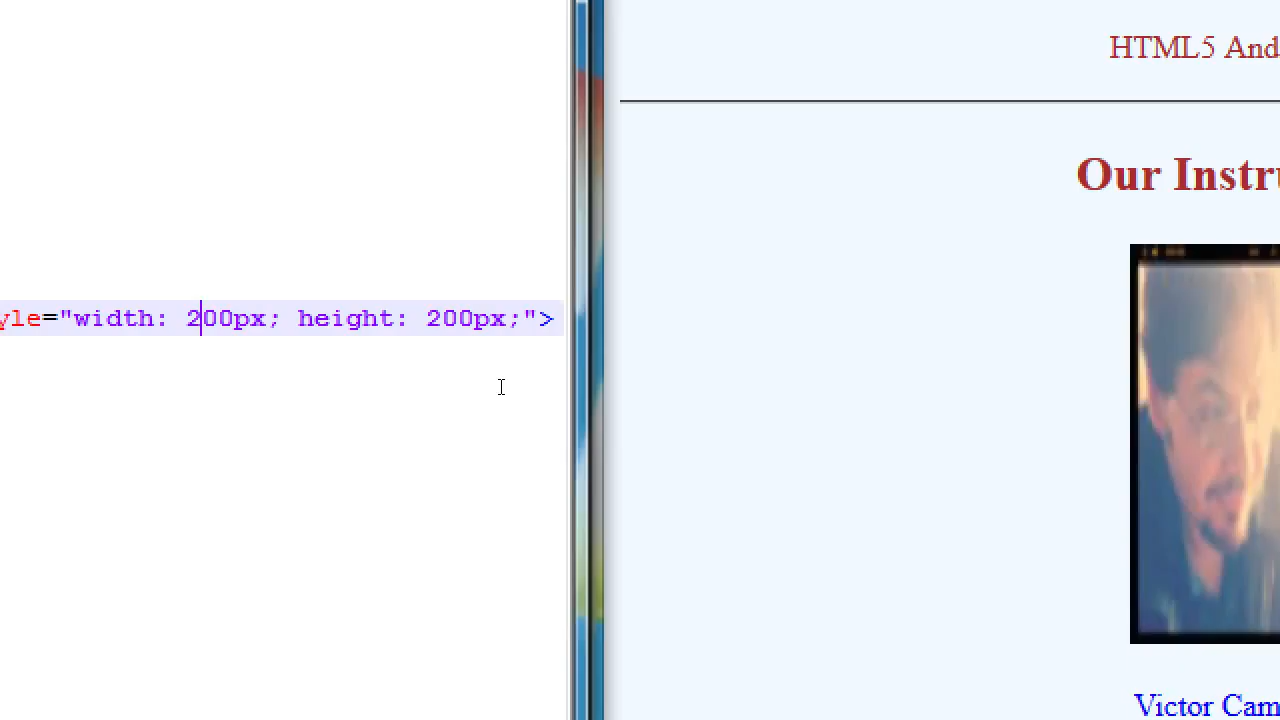 HTML5 And
Our Instru
yle="width: 200px; height: 200px;">
Victor Cam